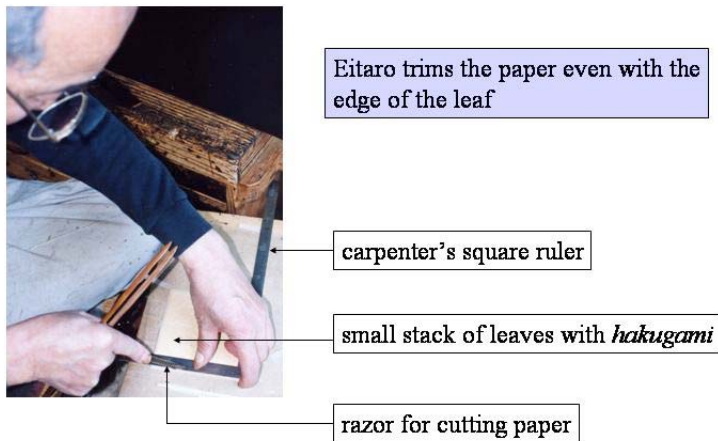 Eitaro trims the paper even with the
edge of the leaf
carpenter's square ruler
small stack of leaves with hakugami
razor for cutting paper